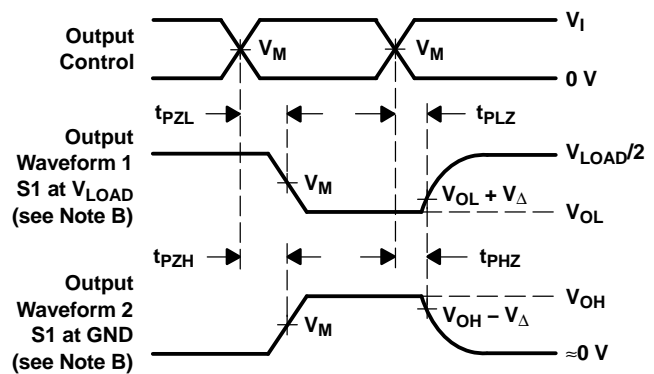 Output
Control
V_M
V_M
V_I
0 V
t_PZL
t_PLZ
Output
Waveform 1
S1 at V_LOAD
(see Note B)
V_M
V_OL + V_Δ
V_LOAD/2
V_OL
t_PZH
t_PHZ
Output
Waveform 2
S1 at GND
(see Note B)
V_M
V_OH − V_Δ
V_OH
≈0 V